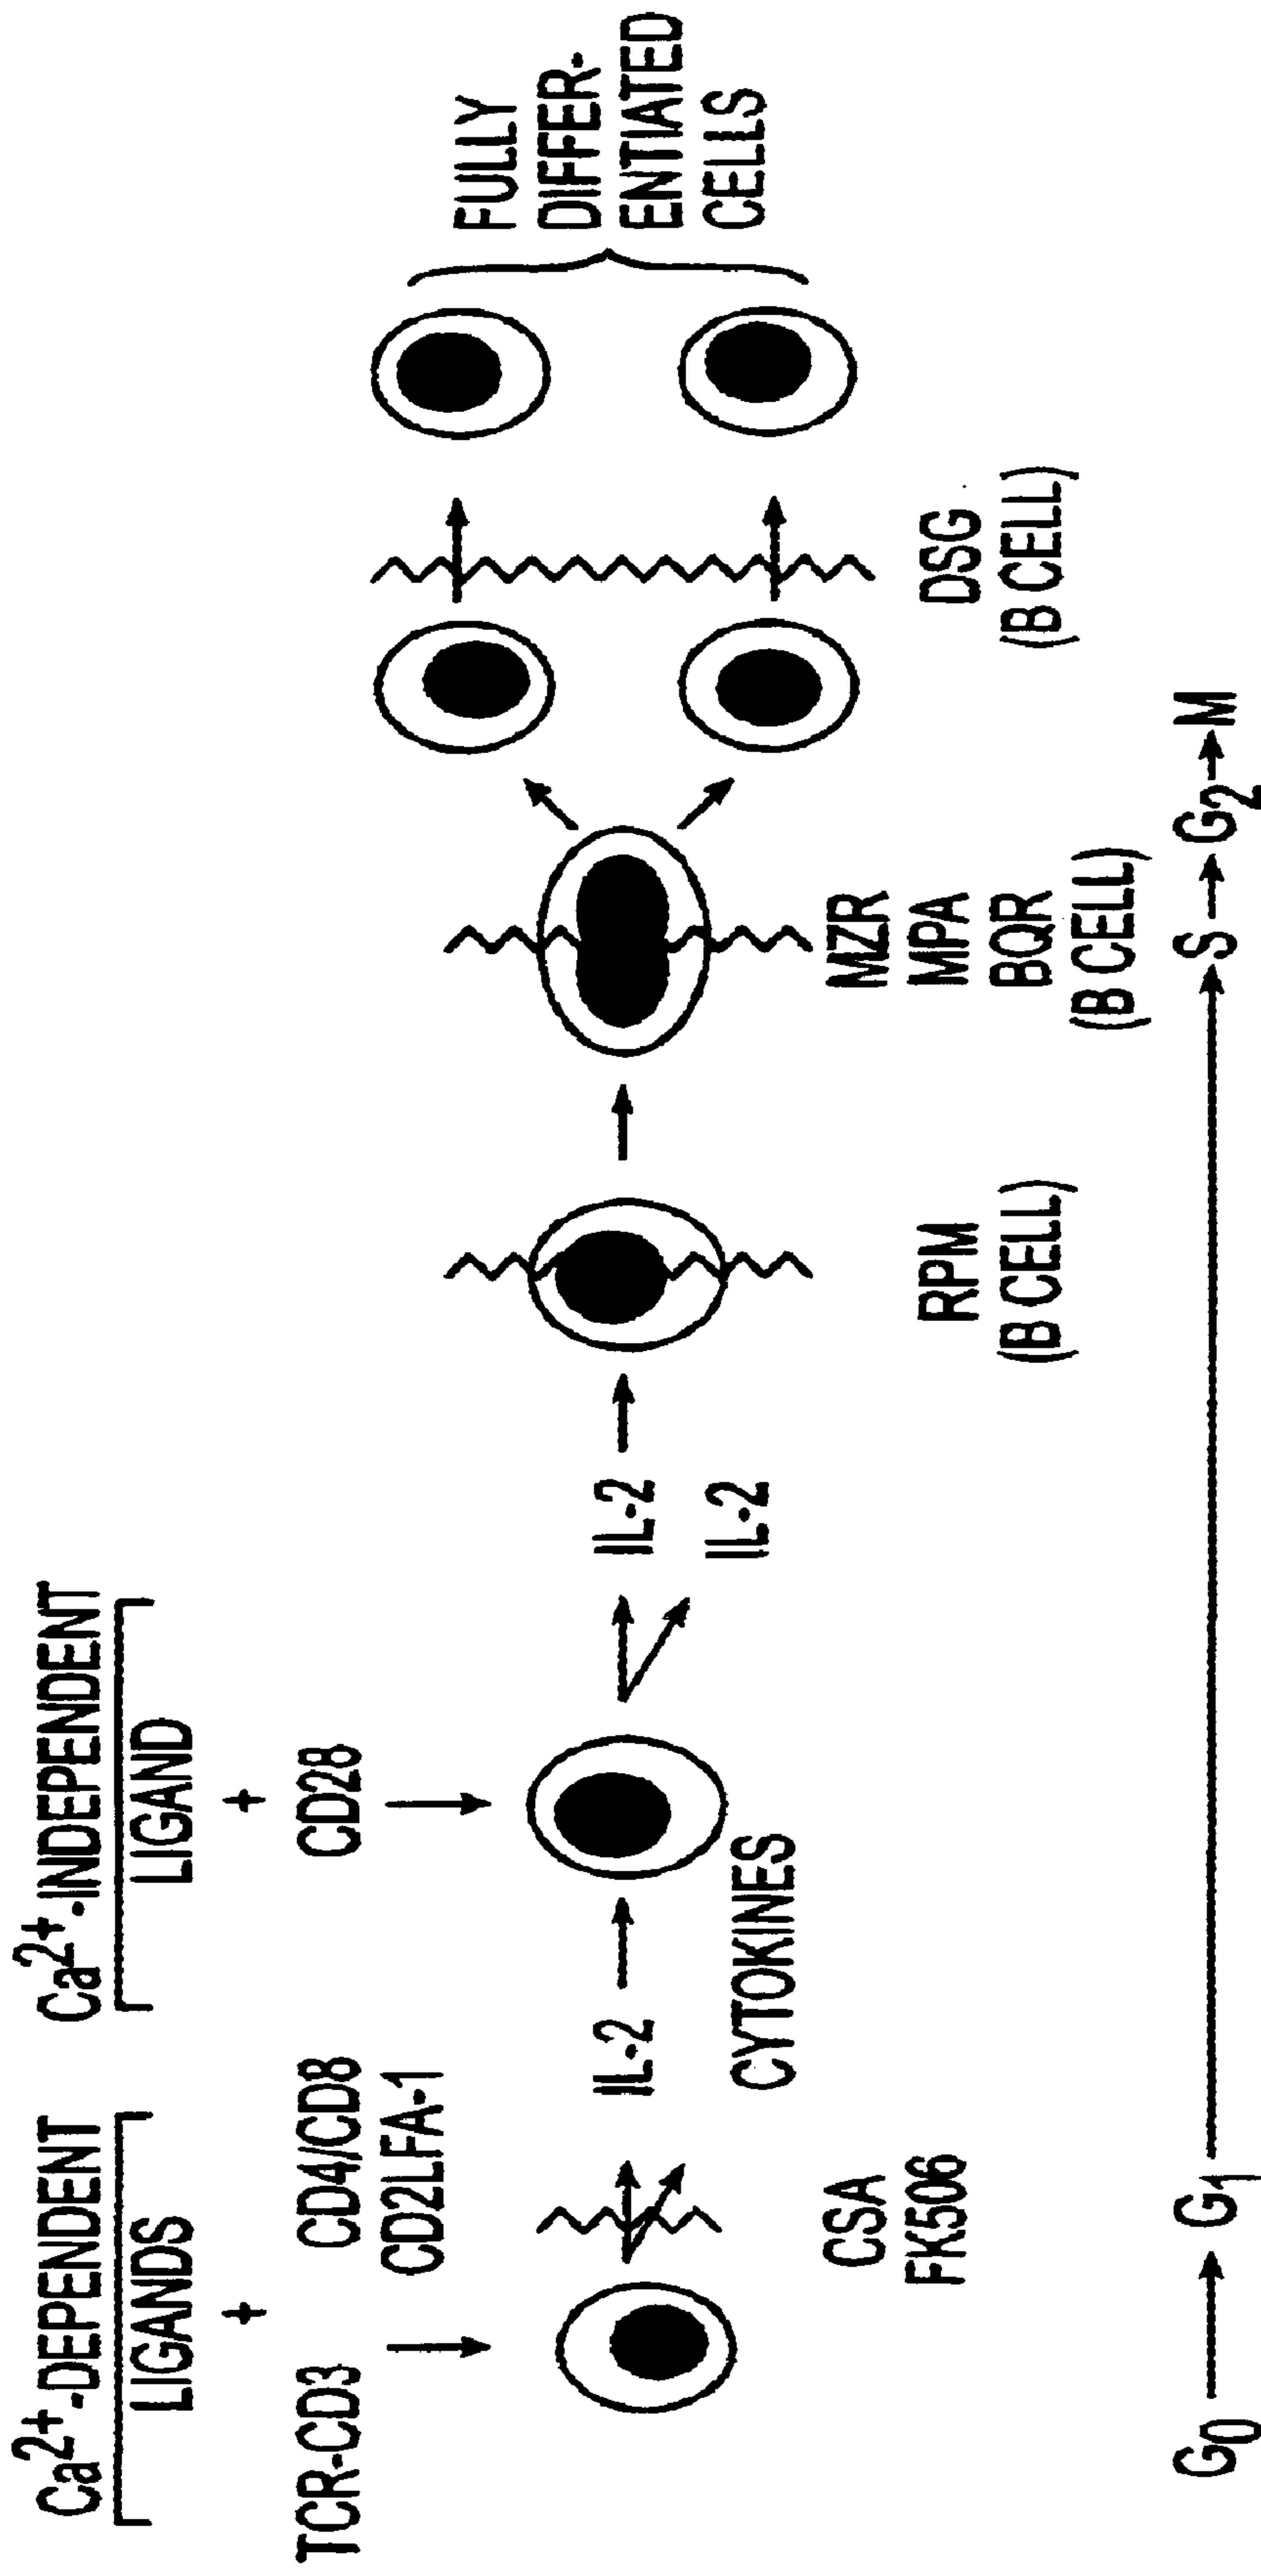 Ca2+-DEPENDENT
LIGANDS
+
TCR-CD3
CD4/CD8
CD2LFA-1
Ca2+-INDEPENDENT
LIGAND
+
CD28
IL-2
CYTOKINES
IL-2
IL-2
CSA
FK506
RPM
(B CELL)
MZR
MPA
BQR
(B CELL)
DSG
(B CELL)
FULLY
DIFFER-
ENTIATED
CELLS
G0 G1 S G2 M